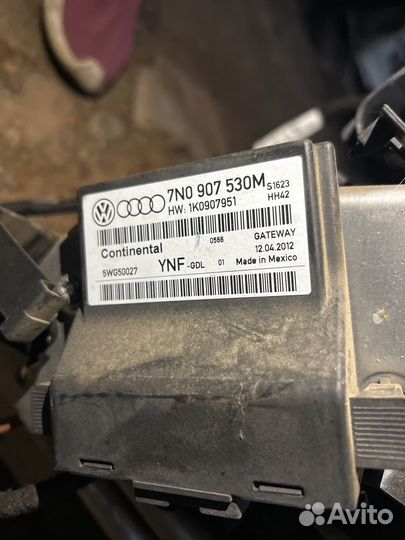 7N0 907 530M S1623
HW: 1K0907951 HH42
0566 GATEWAY
Continental 12.04.2012
5WG50027 YNF -GDL 01 Made in Mexico
Avito